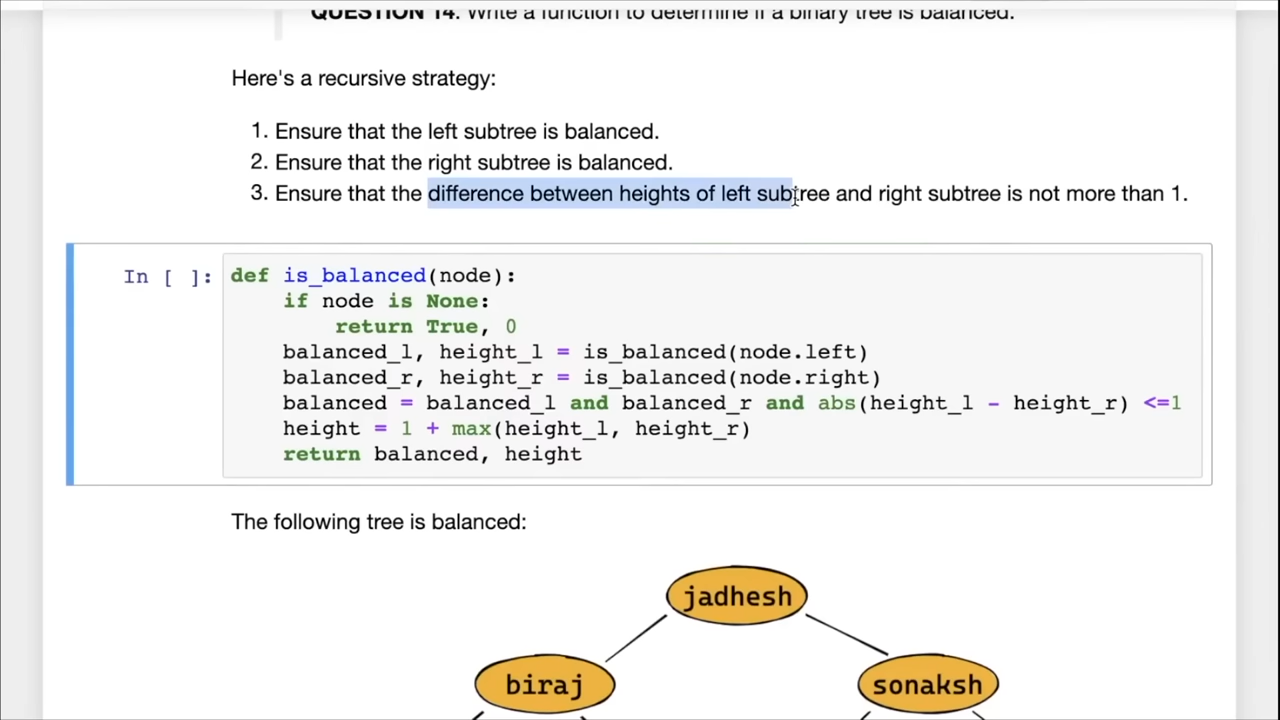 QUESTION 14. Write a function to determine if a binary tree is balanced.
Here's a recursive strategy:
1. Ensure that the left subtree is balanced.
2. Ensure that the right subtree is balanced.
3. Ensure that the difference between heights of left subtree and right subtree is not more than 1.
In [ ]: def is_balanced(node):
    if node is None:
        return True, 0
    balanced_l, height_l = is_balanced(node.left)
    balanced_r, height_r = is_balanced(node.right)
    balanced = balanced_l and balanced_r and abs(height_l - height_r) <=1
    height = 1 + max(height_l, height_r)
    return balanced, height
The following tree is balanced:
jadhesh
biraj sonaksh